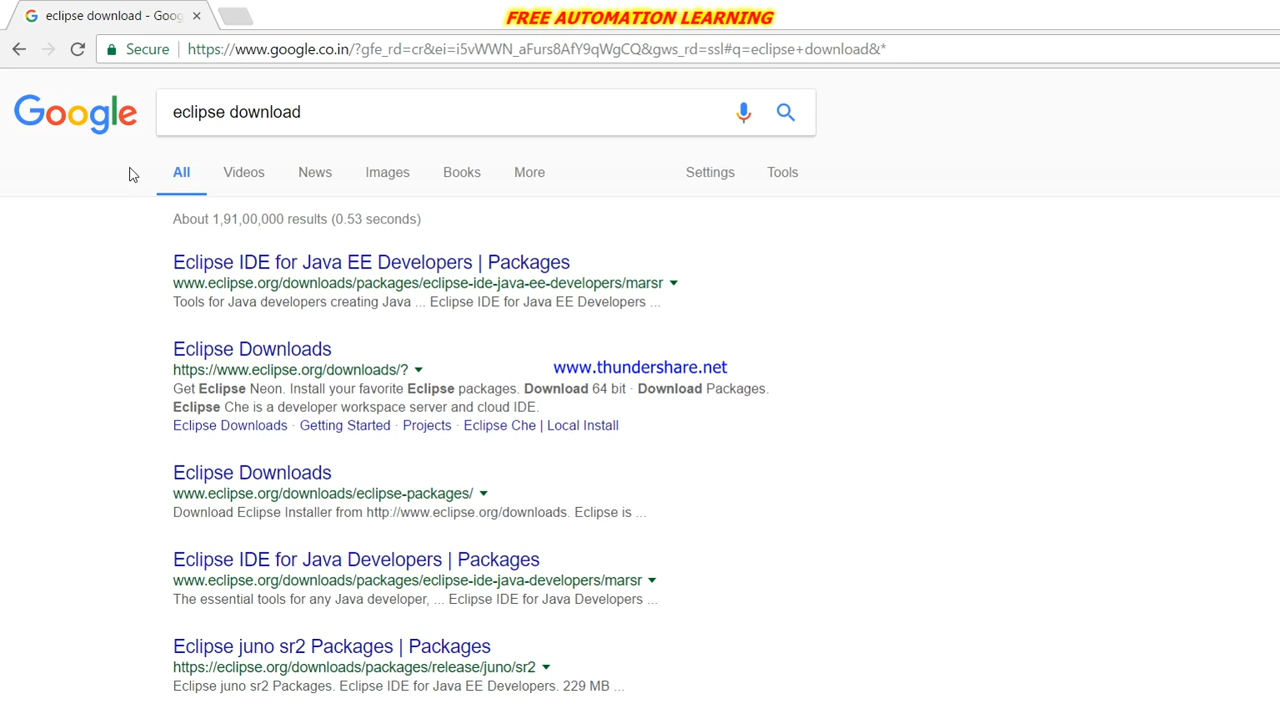 eclipse download - Goog
FREE AUTOMATION LEARNING
Secure
https://www.google.co.in/?gfe_rd=cr&ei=i5vWWN_aFurs8AfY9qWgCQ&gws_rd=ssl#q=eclipse+download&*
Google
eclipse download
All Videos News Images Books More Settings Tools
About 1,91,00,000 results (0.53 seconds)
Eclipse IDE for Java EE Developers | Packages
www.eclipse.org/downloads/packages/eclipse-ide-java-ee-developers/marsr
Tools for Java developers creating Java ... Eclipse IDE for Java EE Developers ...
Eclipse Downloads
https://www.eclipse.org/downloads/?
www.thundershare.net
Get Eclipse Neon. Install your favorite Eclipse packages. Download 64 bit · Download Packages.
Eclipse Che is a developer workspace server and cloud IDE.
Eclipse Downloads · Getting Started · Projects · Eclipse Che | Local Install
Eclipse Downloads
www.eclipse.org/downloads/eclipse-packages/
Download Eclipse Installer from http://www.eclipse.org/downloads. Eclipse is ...
Eclipse IDE for Java Developers | Packages
www.eclipse.org/downloads/packages/eclipse-ide-java-developers/marsr
The essential tools for any Java developer, ... Eclipse IDE for Java Developers ...
Eclipse juno sr2 Packages | Packages
https://eclipse.org/downloads/packages/release/juno/sr2
Eclipse juno sr2 Packages. Eclipse IDE for Java EE Developers. 229 MB ...